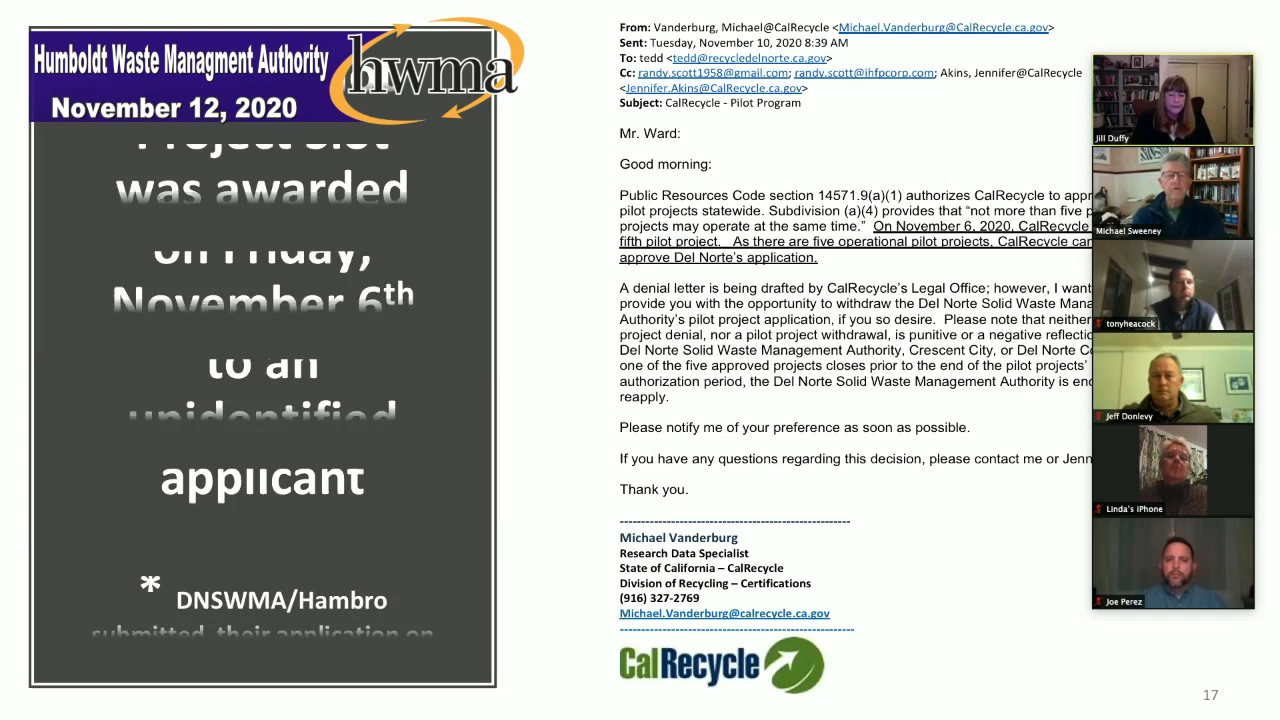 Humboldt Waste Managment Authority
hwma
November 12, 2020
Project Slot
was awarded
on Friday,
November 6th
to an
unidentified
applicant
* DNSWMA/Hambro
submitted their application on
From: Vanderburg, Michael@CalRecycle <Michael.Vanderburg@CalRecycle.ca.gov>
Sent: Tuesday, November 10, 2020 8:39 AM
To: tedd <tedd@recycledelnorte.ca.gov>
Cc: randy.scott1958@gmail.com; randy.scott@ihfpcorp.com; Akins, Jennifer@CalRecycle
<Jennifer.Akins@CalRecycle.ca.gov>
Subject: CalRecycle - Pilot Program
Mr. Ward:
Good morning:
Public Resources Code section 14571.9(a)(1) authorizes CalRecycle to appr
pilot projects statewide. Subdivision (a)(4) provides that “not more than five p
projects may operate at the same time.” On November 6, 2020, CalRecycle
fifth pilot project. As there are five operational pilot projects, CalRecycle can
approve Del Norte’s application.
A denial letter is being drafted by CalRecycle’s Legal Office; however, I want
provide you with the opportunity to withdraw the Del Norte Solid Waste Mana
Authority’s pilot project application, if you so desire. Please note that neither
project denial, nor a pilot project withdrawal, is punitive or a negative reflectio
Del Norte Solid Waste Management Authority, Crescent City, or Del Norte Co
one of the five approved projects closes prior to the end of the pilot projects’
authorization period, the Del Norte Solid Waste Management Authority is enc
reapply.
Please notify me of your preference as soon as possible.
If you have any questions regarding this decision, please contact me or Jenn
Thank you.
Michael Vanderburg
Research Data Specialist
State of California – CalRecycle
Division of Recycling – Certifications
(916) 327-2769
Michael.Vanderburg@calrecycle.ca.gov
CalRecycle
Jill Duffy
Michael Sweeney
tonyheacock
Jeff Donlevy
Linda's iPhone
Joe Perez
17